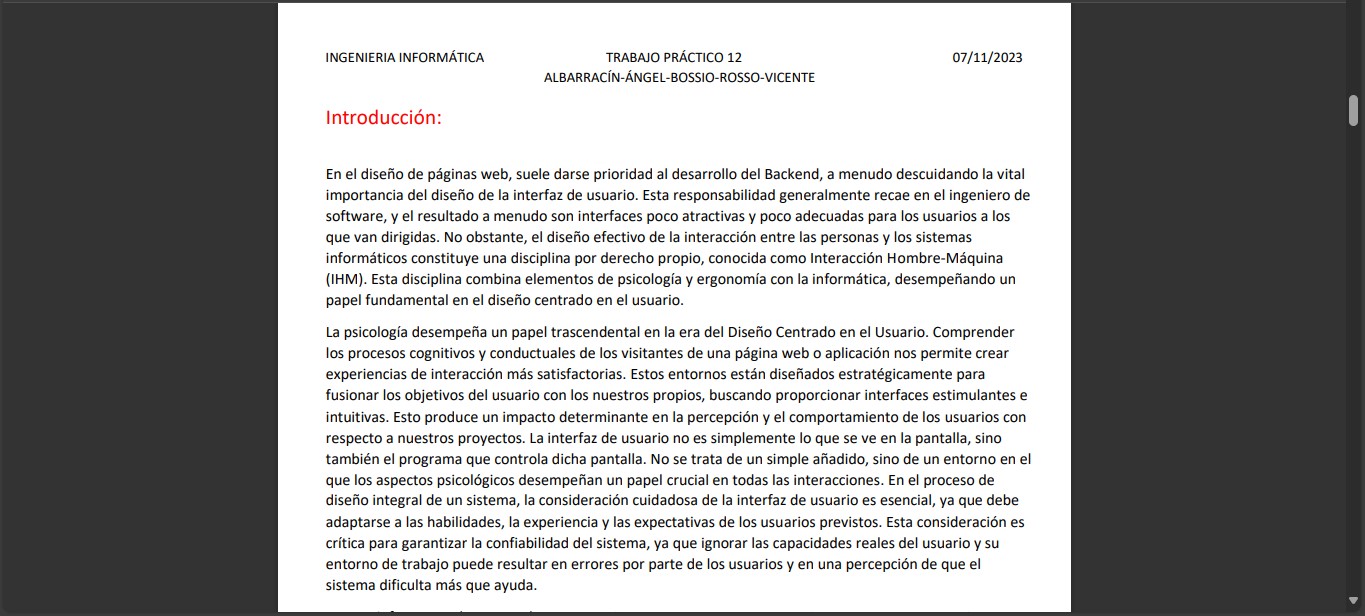 INGENIERIA INFORMÁTICA TRABAJO PRÁCTICO 12 07/11/2023
ALBARRACÍN-ÁNGEL-BOSSIO-ROSSO-VICENTE
Introducción:
En el diseño de páginas web, suele darse prioridad al desarrollo del Backend, a menudo descuidando la vital
importancia del diseño de la interfaz de usuario. Esta responsabilidad generalmente recae en el ingeniero de
software, y el resultado a menudo son interfaces poco atractivas y poco adecuadas para los usuarios a los
que van dirigidas. No obstante, el diseño efectivo de la interacción entre las personas y los sistemas
informáticos constituye una disciplina por derecho propio, conocida como Interacción Hombre-Máquina
(IHM). Esta disciplina combina elementos de psicología y ergonomía con la informática, desempeñando un
papel fundamental en el diseño centrado en el usuario.
La psicología desempeña un papel trascendental en la era del Diseño Centrado en el Usuario. Comprender
los procesos cognitivos y conductuales de los visitantes de una página web o aplicación nos permite crear
experiencias de interacción más satisfactorias. Estos entornos están diseñados estratégicamente para
fusionar los objetivos del usuario con los nuestros propios, buscando proporcionar interfaces estimulantes e
intuitivas. Esto produce un impacto determinante en la percepción y el comportamiento de los usuarios con
respecto a nuestros proyectos. La interfaz de usuario no es simplemente lo que se ve en la pantalla, sino
también el programa que controla dicha pantalla. No se trata de un simple añadido, sino de un entorno en el
que los aspectos psicológicos desempeñan un papel crucial en todas las interacciones. En el proceso de
diseño integral de un sistema, la consideración cuidadosa de la interfaz de usuario es esencial, ya que debe
adaptarse a las habilidades, la experiencia y las expectativas de los usuarios previstos. Esta consideración es
crítica para garantizar la confiabilidad del sistema, ya que ignorar las capacidades reales del usuario y su
entorno de trabajo puede resultar en errores por parte de los usuarios y en una percepción de que el
sistema dificulta más que ayuda.